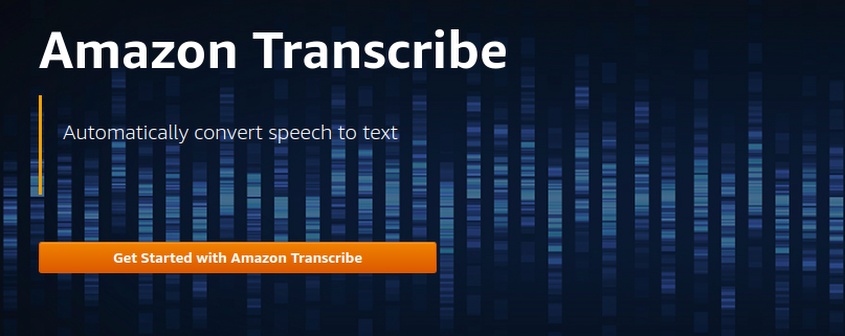 Amazon Transcribe
Automatically convert speech to text
Get Started with Amazon Transcribe